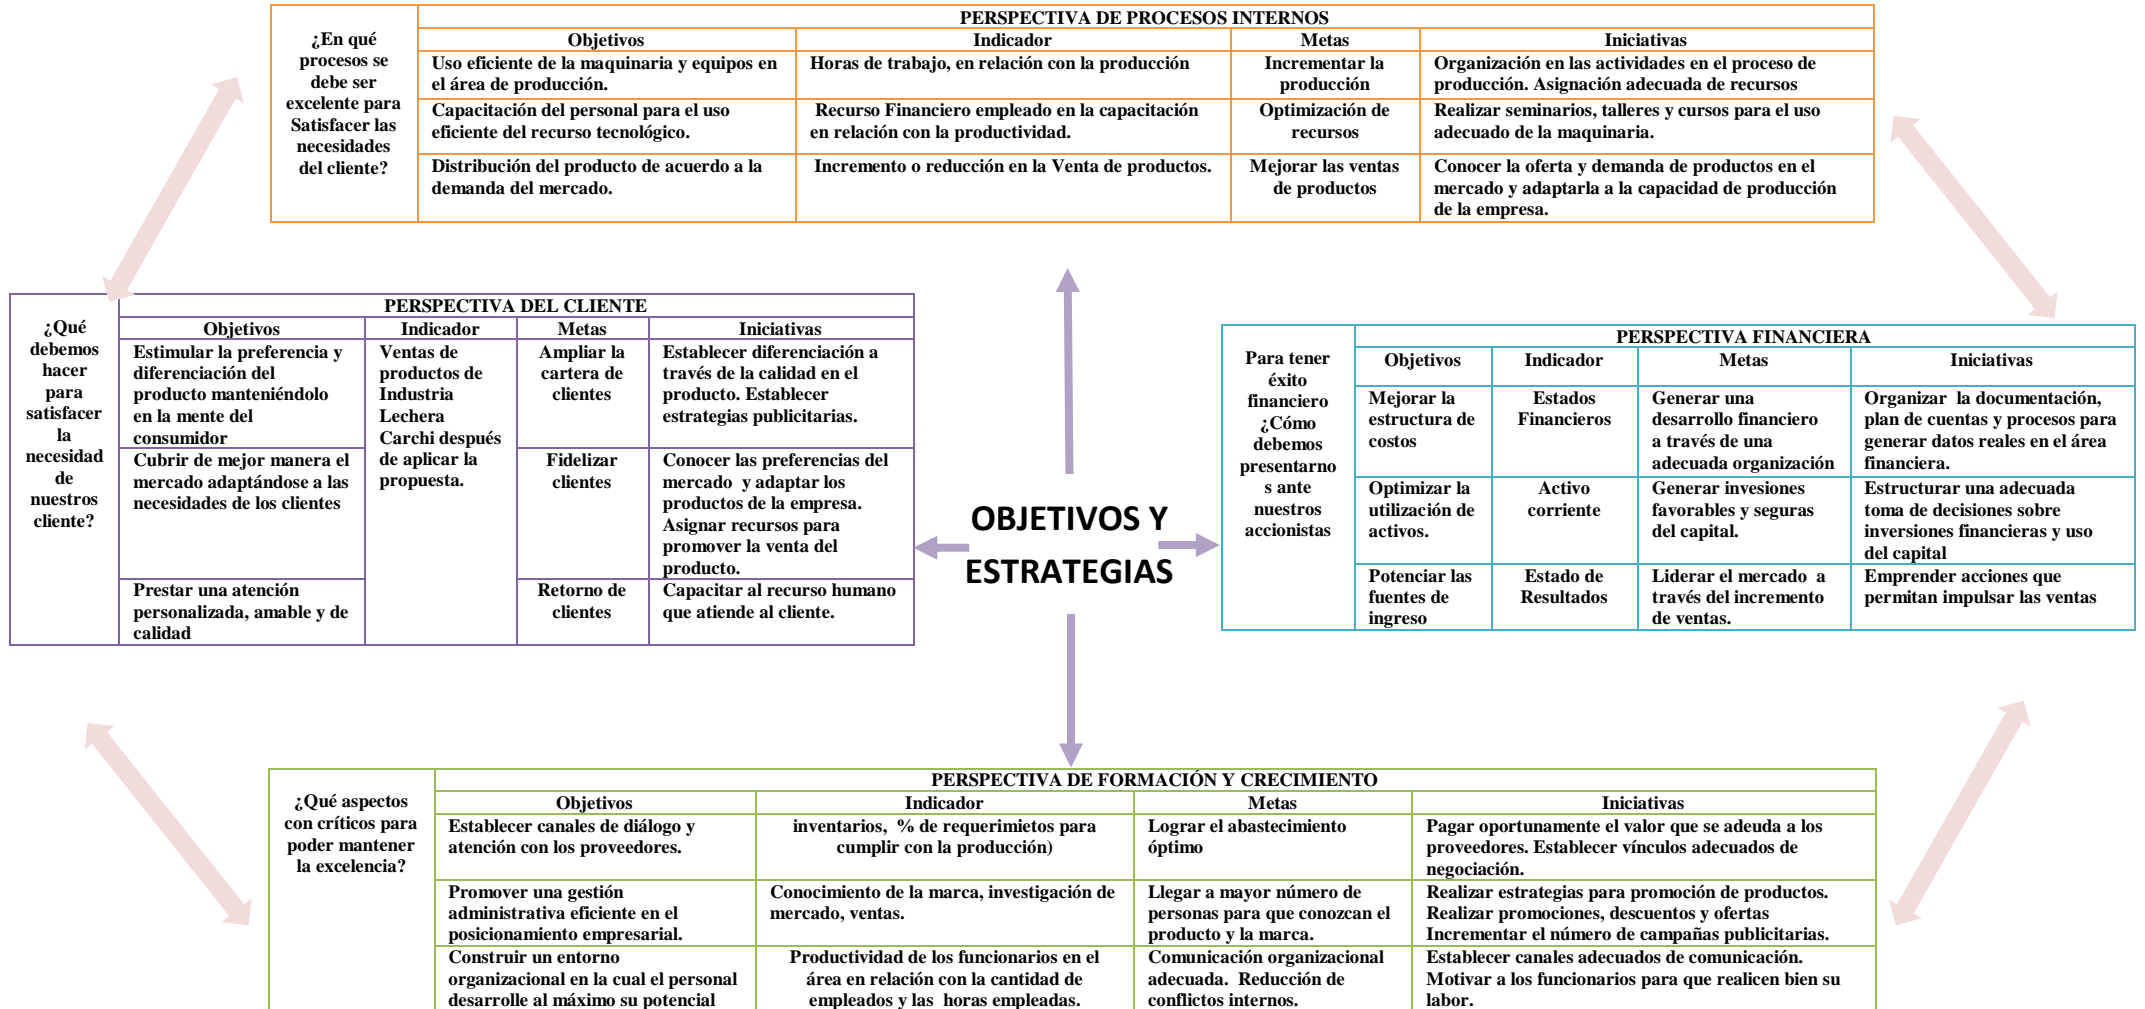 PERSPECTIVA DE PROCESOS INTERNOS
¿En qué
procesos se
debe ser
excelente para
Satisfacer las
necesidades
del cliente?
Objetivos
Indicador
Metas
Iniciativas
Uso eficiente de la maquinaria y equipos en
el área de producción.
Horas de trabajo, en relación con la producción
Incrementar la
producción
Organización en las actividades en el proceso de
producción. Asignación adecuada de recursos
Capacitación del personal para el uso
eficiente del recurso tecnológico.
Recurso Financiero empleado en la capacitación
en relación con la productividad.
Optimización de
recursos
Realizar seminarios, talleres y cursos para el uso
adecuado de la maquinaria.
Distribución del producto de acuerdo a la
demanda del mercado.
Incremento o reducción en la Venta de productos.
Mejorar las ventas
de productos
Conocer la oferta y demanda de productos en el
mercado y adaptarla a la capacidad de producción
de la empresa.
PERSPECTIVA DEL CLIENTE
¿Qué
debemos
hacer
para
satisfacer
la
necesidad
de
nuestros
cliente?
Objetivos
Indicador
Metas
Iniciativas
Estimular la preferencia y
diferenciación del
producto manteniéndolo
en la mente del
consumidor
Ventas de
productos de
Industria
Lechera
Carchi después
de aplicar la
propuesta.
Ampliar la
cartera de
clientes
Establecer diferenciación a
través de la calidad en el
producto. Establecer
estrategias publicitarias.
Cubrir de mejor manera el
mercado adaptándose a las
necesidades de los clientes
Fidelizar
clientes
Conocer las preferencias del
mercado y adaptar los
productos de la empresa.
Asignar recursos para
promover la venta del
producto.
Prestar una atención
personalizada, amable y de
calidad
Retorno de
clientes
Capacitar al recurso humano
que atiende al cliente.
OBJETIVOS Y
ESTRATEGIAS
PERSPECTIVA FINANCIERA
Para tener
éxito
financiero
¿Cómo
debemos
presentarno
s ante
nuestros
accionistas
Objetivos
Indicador
Metas
Iniciativas
Mejorar la
estructura de
costos
Estados
Financieros
Generar una
desarrollo financiero
a través de una
adecuada organización
Organizar la documentación,
plan de cuentas y procesos para
generar datos reales en el área
financiera.
Optimizar la
utilización de
activos.
Activo
corriente
Generar invesiones
favorables y seguras
del capital.
Estructurar una adecuada
toma de decisiones sobre
inversiones financieras y uso
del capital
Potenciar las
fuentes de
ingreso
Estado de
Resultados
Liderar el mercado a
través del incremento
de ventas.
Emprender acciones que
permitan impulsar las ventas
PERSPECTIVA DE FORMACIÓN Y CRECIMIENTO
¿Qué aspectos
con críticos para
poder mantener
la excelencia?
Objetivos
Indicador
Metas
Iniciativas
Establecer canales de diálogo y
atención con los proveedores.
inventarios, % de requerimietos para
cumplir con la producción)
Lograr el abastecimiento
óptimo
Pagar oportunamente el valor que se adeuda a los
proveedores. Establecer vínculos adecuados de
negociación.
Promover una gestión
administrativa eficiente en el
posicionamiento empresarial.
Conocimiento de la marca, investigación de
mercado, ventas.
Llegar a mayor número de
personas para que conozcan el
producto y la marca.
Realizar estrategias para promoción de productos.
Realizar promociones, descuentos y ofertas
Incrementar el número de campañas publicitarias.
Construir un entorno
organizacional en la cual el personal
desarrolle al máximo su potencial
Productividad de los funcionarios en el
área en relación con la cantidad de
empleados y las horas empleadas.
Comunicación organizacional
adecuada. Reducción de
conflictos internos.
Establecer canales adecuados de comunicación.
Motivar a los funcionarios para que realicen bien su
labor.